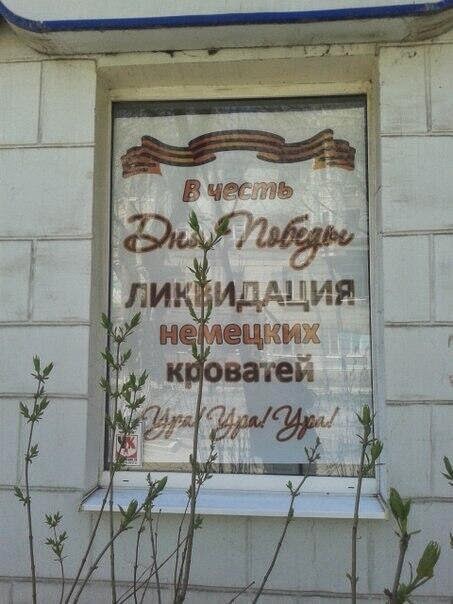 В честь
Дня Победы
ЛИКВИДАЦИЯ
немецких
кроватей
Ура! Ура! Ура!